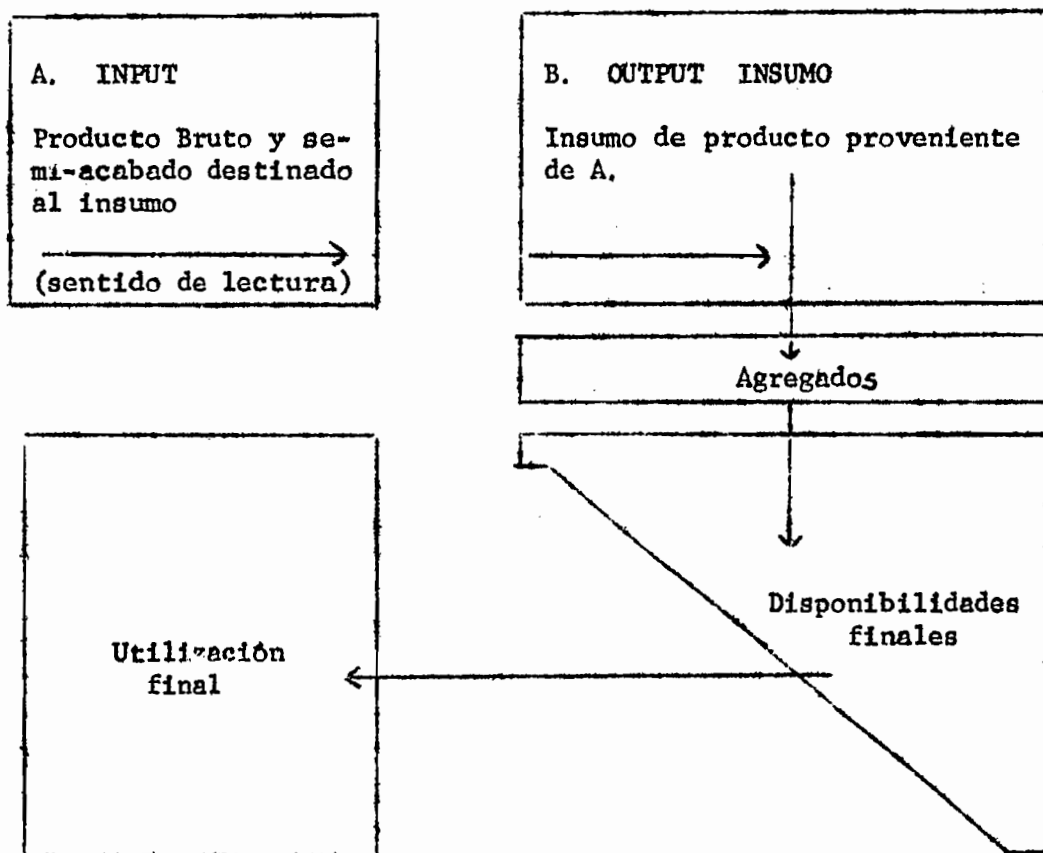 A. INPUT
Producto Bruto y se-
mi-acabado destinado
al insumo
(sentido de lectura)
B. OUTPUT INSUMO
Insumo de producto proveniente
de A.
Agregados
Disponibilidades
finales
Utilización
final